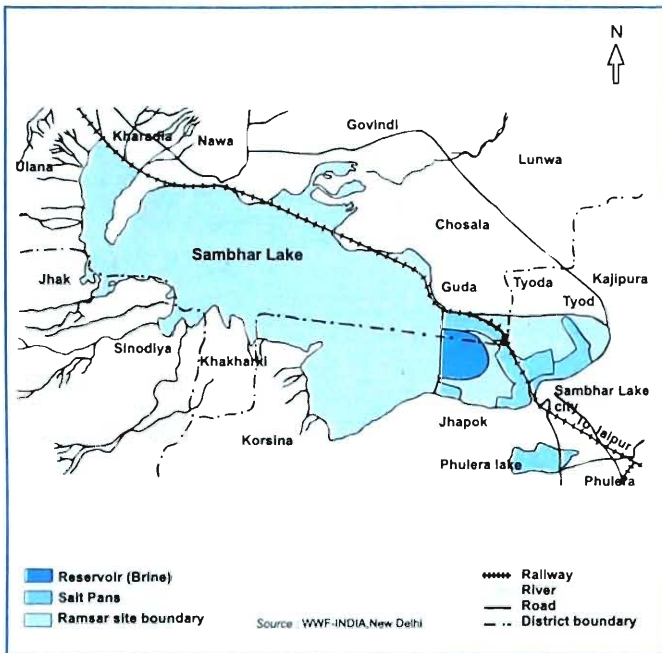 N
Govindi
Kharadia
Nawa
Ulana
Lunwa
Chosala
Sambhar Lake
Jhak
Guda
Tyoda
Kajipura
Tyod
Sinodiya
Khakharki
Sambhar Lake
city
To Jaipur
Korsina
Jhapok
Phulera lake
Phulera
Reservoir (Brine)
Salt Pans
Ramsar site boundary
Source : WWF-INDIA,New Delhi
Railway
River
Road
District boundary